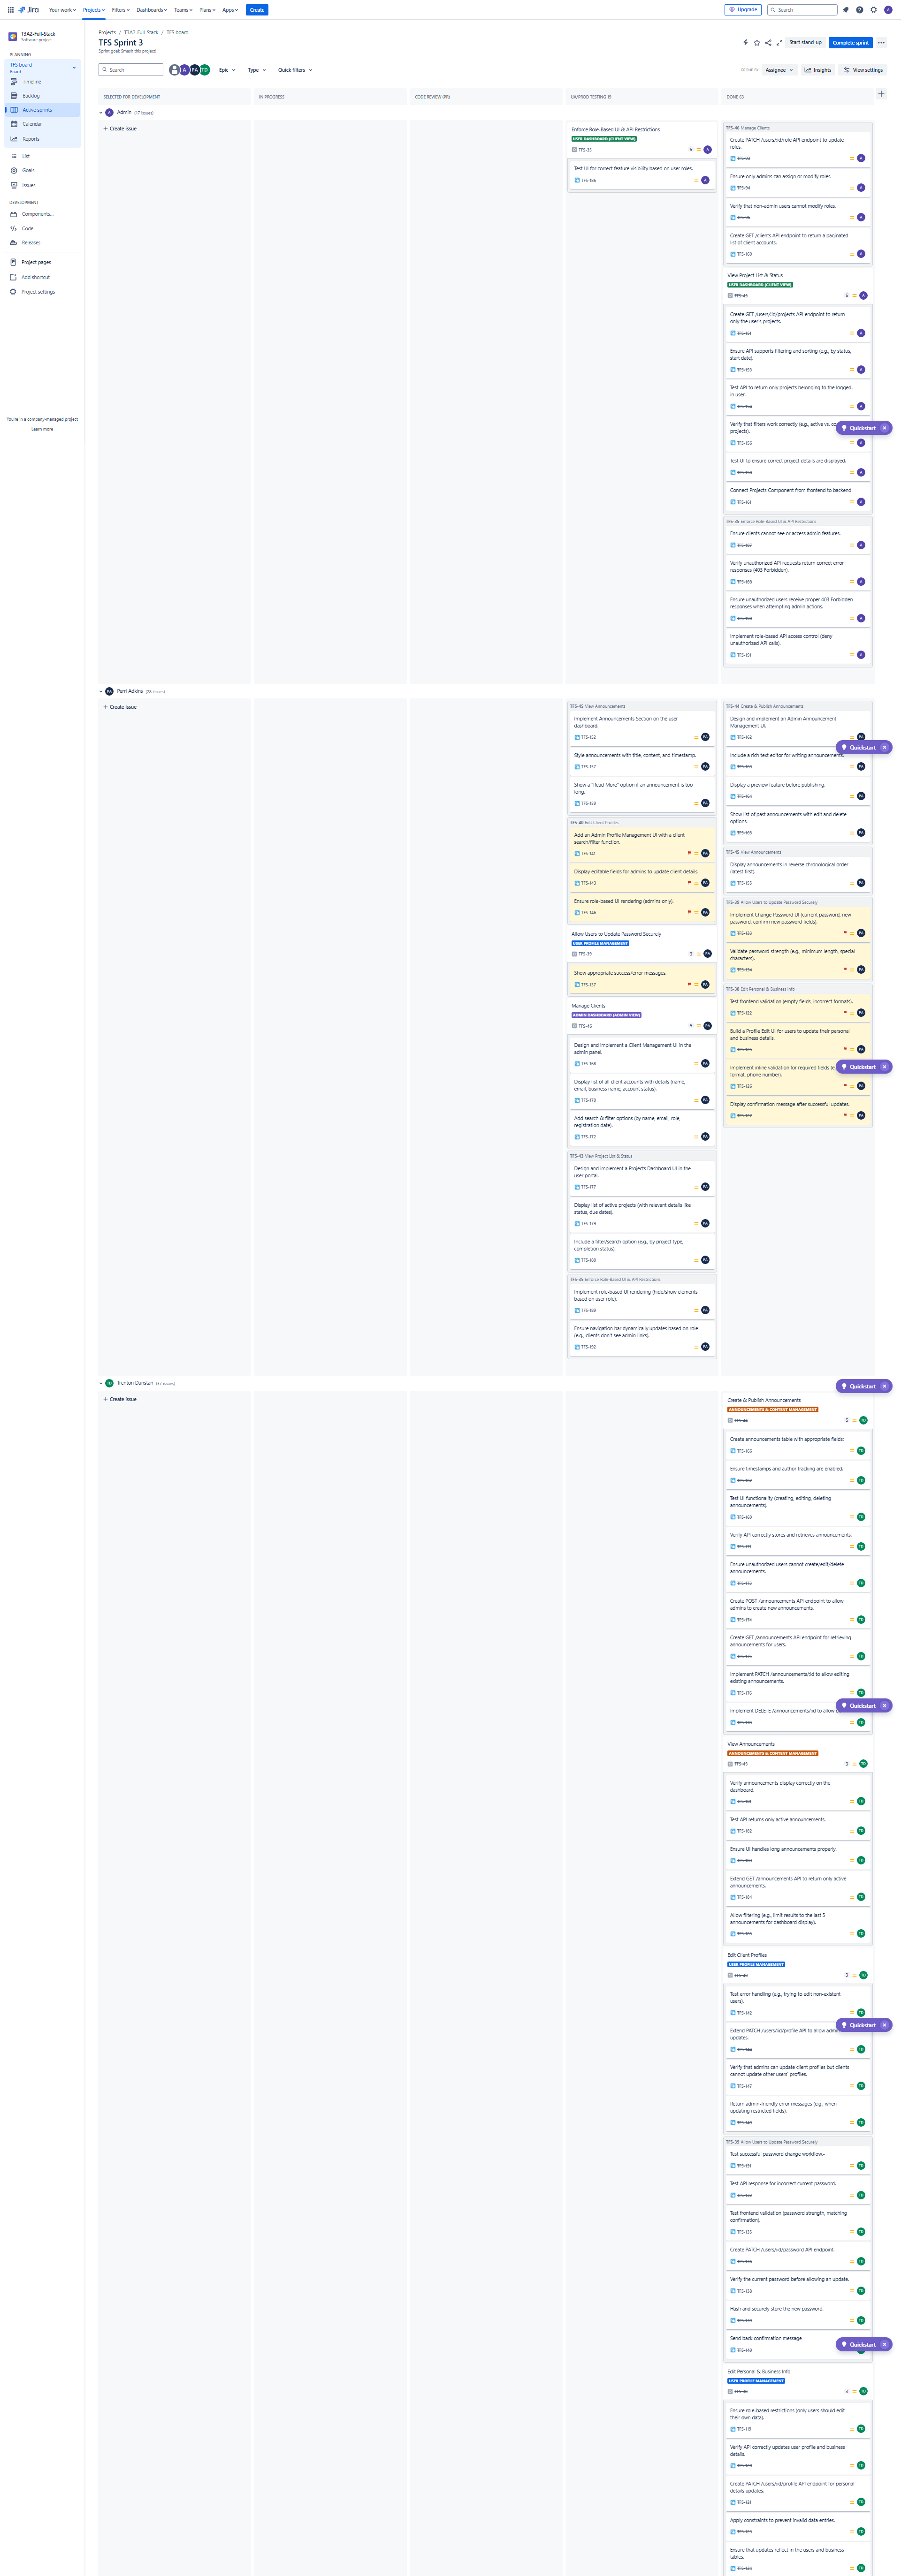 Jira
Your work
Projects
Filters
Dashboards
Teams
Plans
Apps
Create
Upgrade
Search
A
T3A2-Full-Stack
Software project
PLANNING
TFS board
Board
Timeline
Backlog
Active sprints
Calendar
Reports
List
Goals
Issues
DEVELOPMENT
Components...
Code
Releases
Project pages
Add shortcut
Project settings
You're in a company-managed project
Learn more
Projects / T3A2-Full-Stack / TFS board
TFS Sprint 3
Sprint goal: Smash this project!
Start stand-up
Complete sprint
Search
A PA TD
Epic
Type
Quick filters
GROUP BY
Assignee
Insights
View settings
SELECTED FOR DEVELOPMENT
IN PROGRESS
CODE REVIEW (PR)
UA/PROD TESTING 19
DONE 63
Admin (17 issues)
Create issue
Enforce Role-Based UI & API Restrictions
USER DASHBOARD (CLIENT VIEW)
TFS-35
Test UI for correct feature visibility based on user roles.
TFS-186
TFS-46 Manage Clients
Create PATCH /users/:id/role API endpoint to update
roles.
Ensure only admins can assign or modify roles.
Verify that non-admin users cannot modify roles.
Create GET /clients API endpoint to return a paginated
list of client accounts.
View Project List & Status
USER DASHBOARD (CLIENT VIEW)
TFS-43
Create GET /users/:id/projects API endpoint to return
only the user's projects.
TFS-151
Ensure API supports filtering and sorting (e.g., by status,
start date).
TFS-153
Test API to return only projects belonging to the logged-
in user.
TFS-154
Verify that filters work correctly (e.g., active vs.
projects).
Quickstart
Test UI to ensure correct project details are displayed.
TFS-158
Connect Projects Component from frontend to backend
TFS-35 Enforce Role-Based UI & API Restrictions
Ensure clients cannot see or access admin features.
TFS-187
Verify unauthorized API requests return correct error
responses (403 Forbidden).
TFS-188
Ensure unauthorized users receive proper 403 Forbidden
responses when attempting admin actions.
TFS-190
Implement role-based API access control (deny
unauthorized API calls).
TFS-191
Perri Adkins (28 issues)
Create issue
TFS-45 View Announcements
Implement Announcements Section on the user
dashboard.
TFS-152
Style announcements with title, content, and timestamp.
TFS-157
Show a "Read More" option if an announcement is too
long.
TFS-159
TFS-40 Edit Client Profiles
Add an Admin Profile Management UI with a client
search/filter function.
TFS-141
Display editable fields for admins to update client details.
TFS-143
Ensure role-based UI rendering (admins only).
TFS-146
Allow Users to Update Password Securely
USER PROFILE MANAGEMENT
TFS-39
Show appropriate success/error messages.
TFS-137
Manage Clients
ADMIN DASHBOARD (ADMIN VIEW)
TFS-46
Design and implement a Client Management UI in the
admin panel.
TFS-168
Display list of all client accounts with details (name,
email, business name, account status).
TFS-170
Add search & filter options (by name, email, role,
registration date).
TFS-172
TFS-43 View Project List & Status
Design and implement a Projects Dashboard UI in the
user portal.
TFS-177
Display list of active projects (with relevant details like
status, due dates).
TFS-179
Include a filter/search option (e.g., by project type,
completion status).
TFS-180
TFS-35 Enforce Role-Based UI & API Restrictions
Implement role-based UI rendering (hide/show elements
based on user role).
TFS-189
Ensure navigation bar dynamically updates based on role
(e.g., clients don't see admin links).
TFS-192
TFS-44 Create & Publish Announcements
Design and implement an Admin Announcement
Management UI.
TFS-162
Quickstart
Include a rich text editor for writing announcements.
TFS-163
Display a preview feature before publishing.
TFS-164
Show list of past announcements with edit and delete
options.
TFS-165
TFS-45 View Announcements
Display announcements in reverse chronological order
(latest first).
TFS-155
TFS-39 Allow Users to Update Password Securely
Implement Change Password UI (current password, new
password, confirm new password fields).
TFS-133
Validate password strength (e.g., minimum length, special
characters).
TFS-134
TFS-38 Edit Personal & Business Info
Test frontend validation (empty fields, incorrect formats).
TFS-122
Build a Profile Edit UI for users to update their personal
and business details.
TFS-125
Implement inline validation for required fields
format, phone number).
Quickstart
TFS-126
Display confirmation message after successful updates.
TFS-127
Trenton Dunstan (37 issues)
Quickstart
Create issue
Create & Publish Announcements
ANNOUNCEMENTS & CONTENT MANAGEMENT
TFS-44
Create announcements table with appropriate fields:
Ensure timestamps and author tracking are enabled.
Test UI functionality (creating, editing, deleting
announcements).
Verify API correctly stores and retrieves announcements.
TFS-171
Ensure unauthorized users cannot create/edit/delete
announcements.
TFS-173
Create POST /announcements API endpoint to allow
admins to create new announcements.
TFS-174
Create GET /announcements API endpoint for retrieving
announcements for users.
TFS-175
Implement PATCH /announcements/:id to allow editing
existing announcements.
TFS-176
Implement DELETE /announcements/:id to allow
Quickstart
TFS-178
View Announcements
ANNOUNCEMENTS & CONTENT MANAGEMENT
TFS-45
Verify announcements display correctly on the
dashboard.
TFS-181
Test API returns only active announcements.
TFS-182
Ensure UI handles long announcements properly.
TFS-183
Extend GET /announcements API to return only active
announcements.
TFS-184
Allow filtering (e.g., limit results to the last 5
announcements for dashboard display).
TFS-185
Edit Client Profiles
USER PROFILE MANAGEMENT
TFS-40
Test error handling (e.g., trying to edit non-existent
users).
TFS-142
Extend PATCH /users/:id/profile API to allow admin
updates.
Quickstart
TFS-144
Verify that admins can update client profiles but clients
cannot update other users' profiles.
TFS-147
Return admin-friendly error messages (e.g., when
updating restricted fields).
TFS-39 Allow Users to Update Password Securely
Test successful password change workflow.-
TFS-131
Test API response for incorrect current password.
TFS-132
Test frontend validation (password strength, matching
confirmation).
TFS-135
Create PATCH /users/:id/password API endpoint.
TFS-136
Verify the current password before allowing an update.
TFS-138
Hash and securely store the new password.
TFS-139
Send back confirmation message
Quickstart
TFS-140
Edit Personal & Business Info
USER PROFILE MANAGEMENT
TFS-38
Ensure role-based restrictions (only users should edit
their own data).
Verify API correctly updates user profile and business
details.
Create PATCH /users/:id/profile API endpoint for personal
details updates.
TFS-121
Apply constraints to prevent invalid data entries.
TFS-123
Ensure that updates reflect in the users and business
tables.
TFS-124